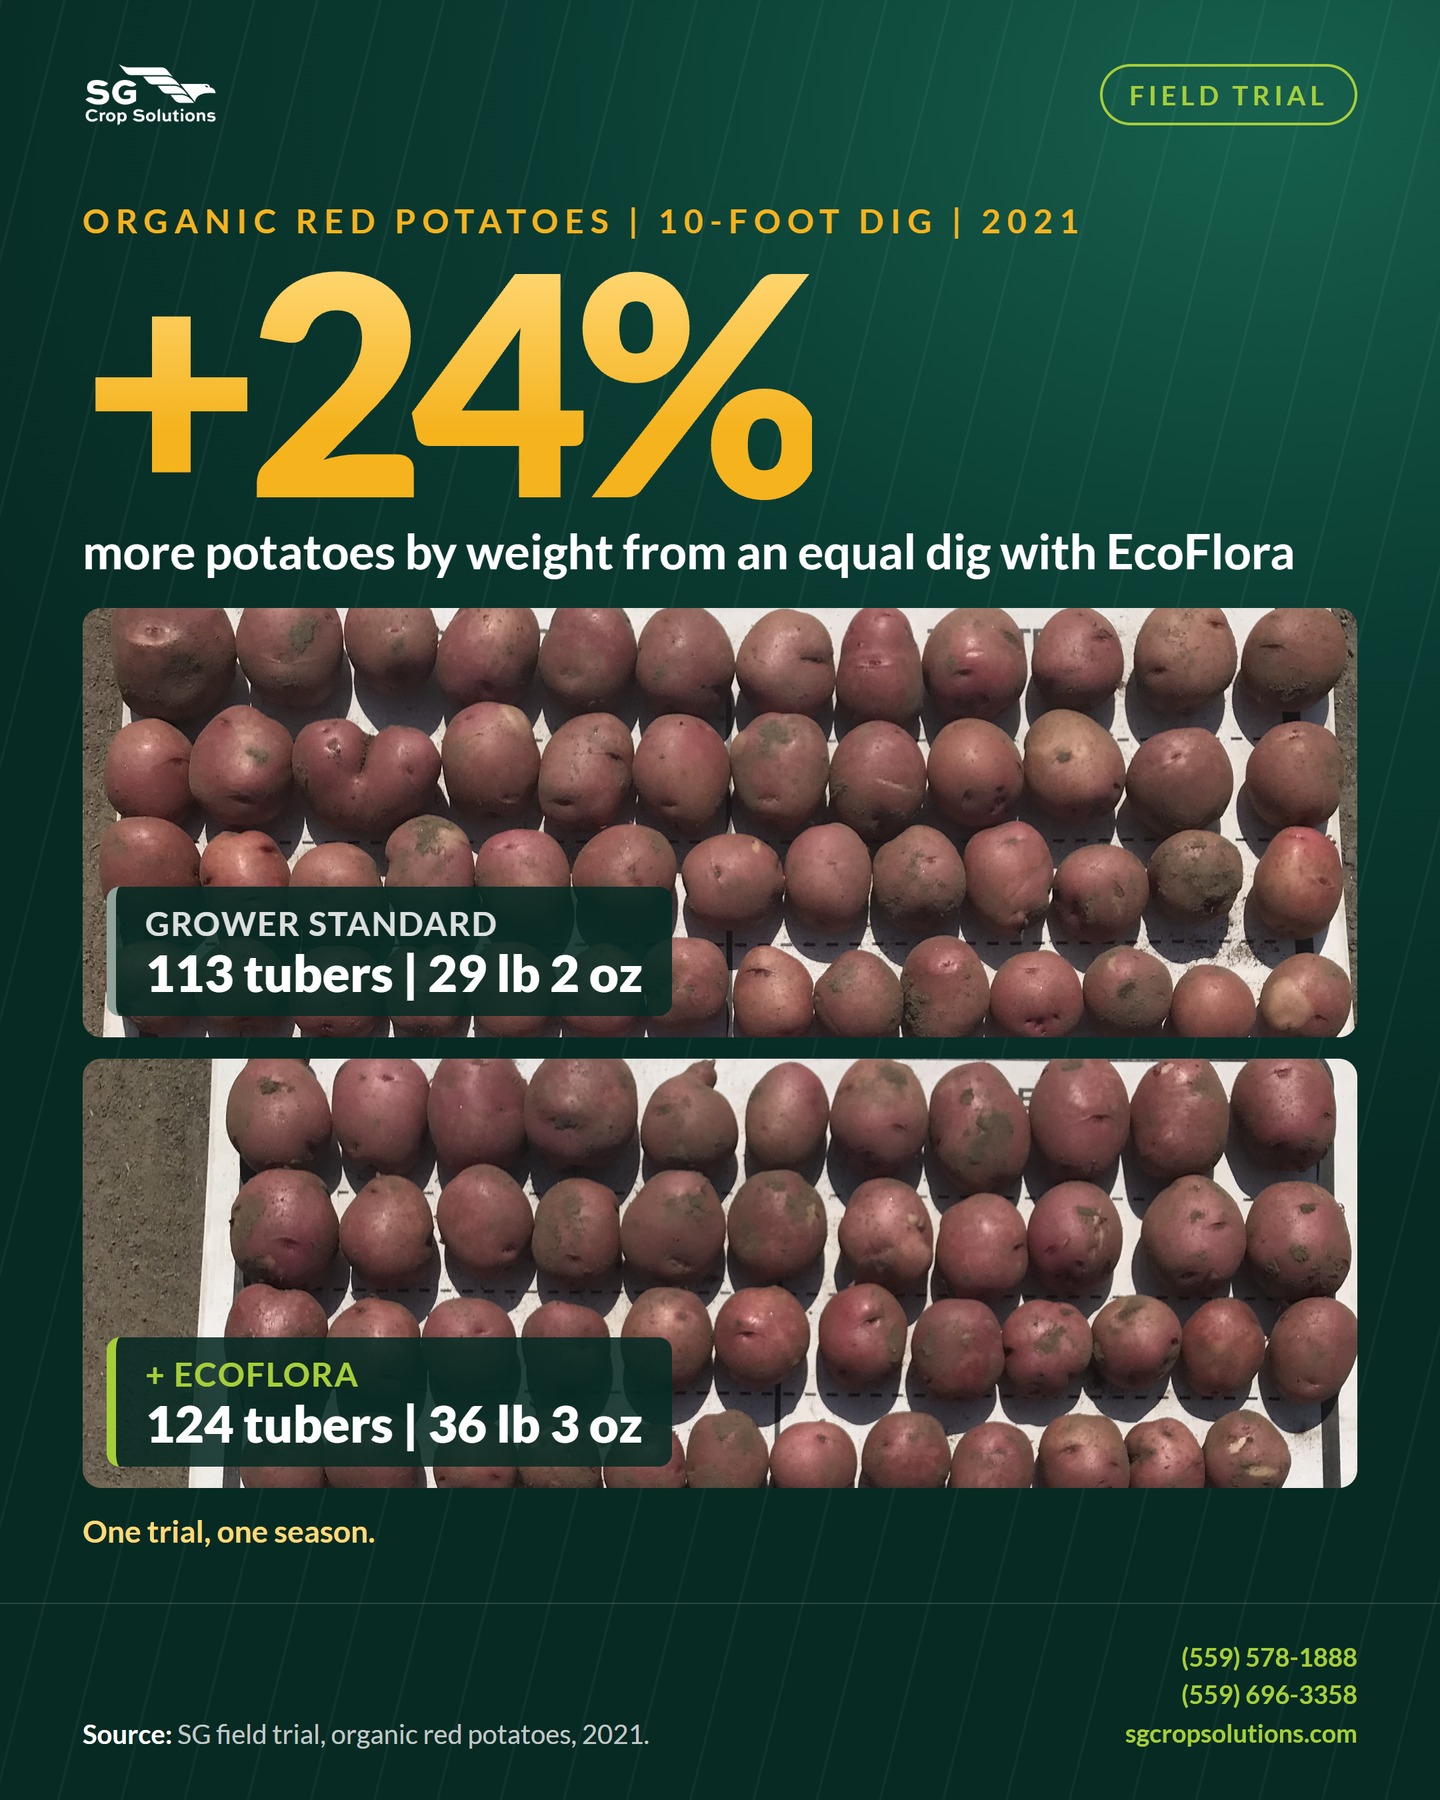 SG
Crop Solutions
FIELD TRIAL
ORGANIC RED POTATOES | 10-FOOT DIG | 2021
+24%
more potatoes by weight from an equal dig with EcoFlora
GROWER STANDARD
113 tubers | 29 lb 2 oz
+ ECOFLORA
124 tubers | 36 lb 3 oz
One trial, one season.
(559) 578-1888
(559) 696-3358
Source: SG field trial, organic red potatoes, 2021.
sgcropsolutions.com